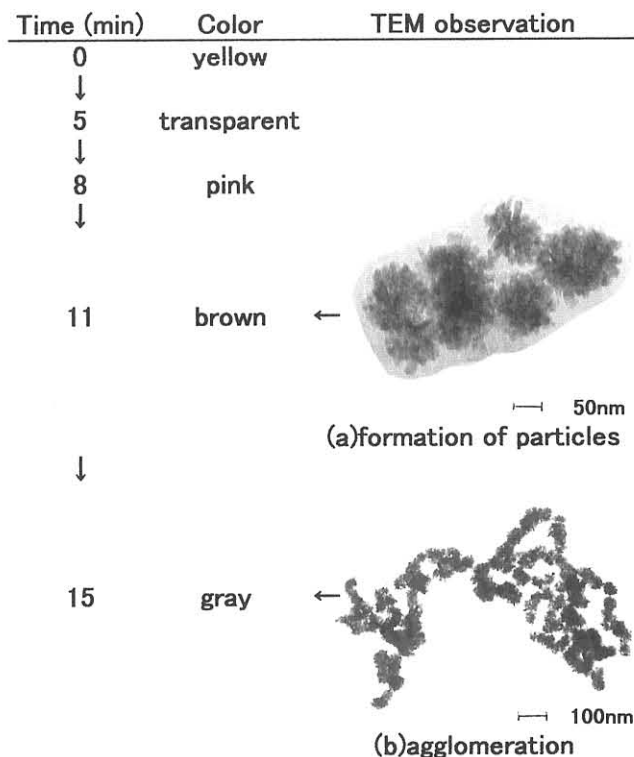 Time (min) Color TEM observation
0 yellow
↓
5 transparent
↓
8 pink
↓
11 brown ←
50nm
(a)formation of particles
↓
15 gray ←
100nm
(b)agglomeration